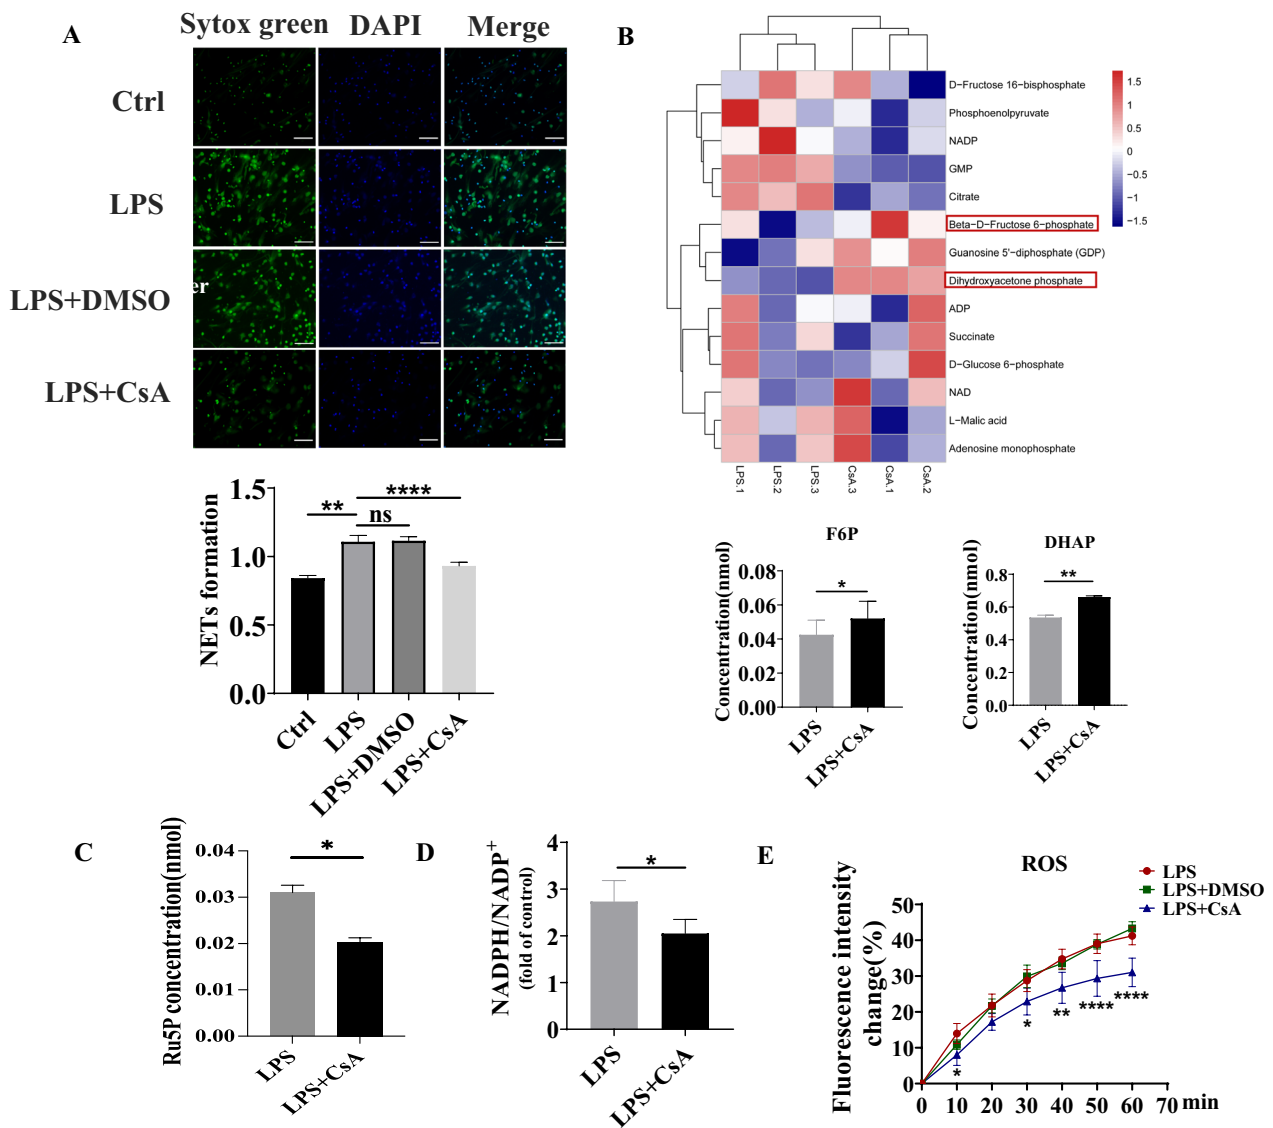 A
Sytox green DAPI Merge
Ctrl
LPS
LPS+DMSO
er
LPS+CsA
NETs formation
1.5
1.0
0.5
0.0
** **** ns
Ctrl
LPS
LPS+DMSO
LPS+CsA
B
D-Fructose 16-bisphosphate
Phosphoenolpyruvate
NADP
GMP
Citrate
Beta-D-Fructose 6-phosphate
Guanosine 5'-diphosphate (GDP)
Dihydroxyacetone phosphate
ADP
Succinate
D-Glucose 6-phosphate
NAD
L-Malic acid
Adenosine monophosphate
1.5
1
0.5
0
-0.5
-1
-1.5
LPS.1
LPS.2
LPS.3
CsA.3
CsA.1
CsA.2
F6P
Concentration(nmol)
0.08
0.06
0.04
0.02
0.00
*
LPS
LPS+CsA
DHAP
Concentration(nmol)
0.8
0.6
0.4
0.2
0.0
**
LPS
LPS+CsA
C
Ru5P concentration(nmol)
0.04
0.03
0.02
0.01
0.00
*
LPS
LPS+CsA
D
NADPH/NADP+
(fold of control)
4
3
2
1
0
*
LPS
LPS+CsA
E
ROS
LPS
LPS+DMSO
LPS+CsA
Fluorescence intensity
change(%)
50
40
30
20
10
0
* * ** **** ****
0 10 20 30 40 50 60 70 min